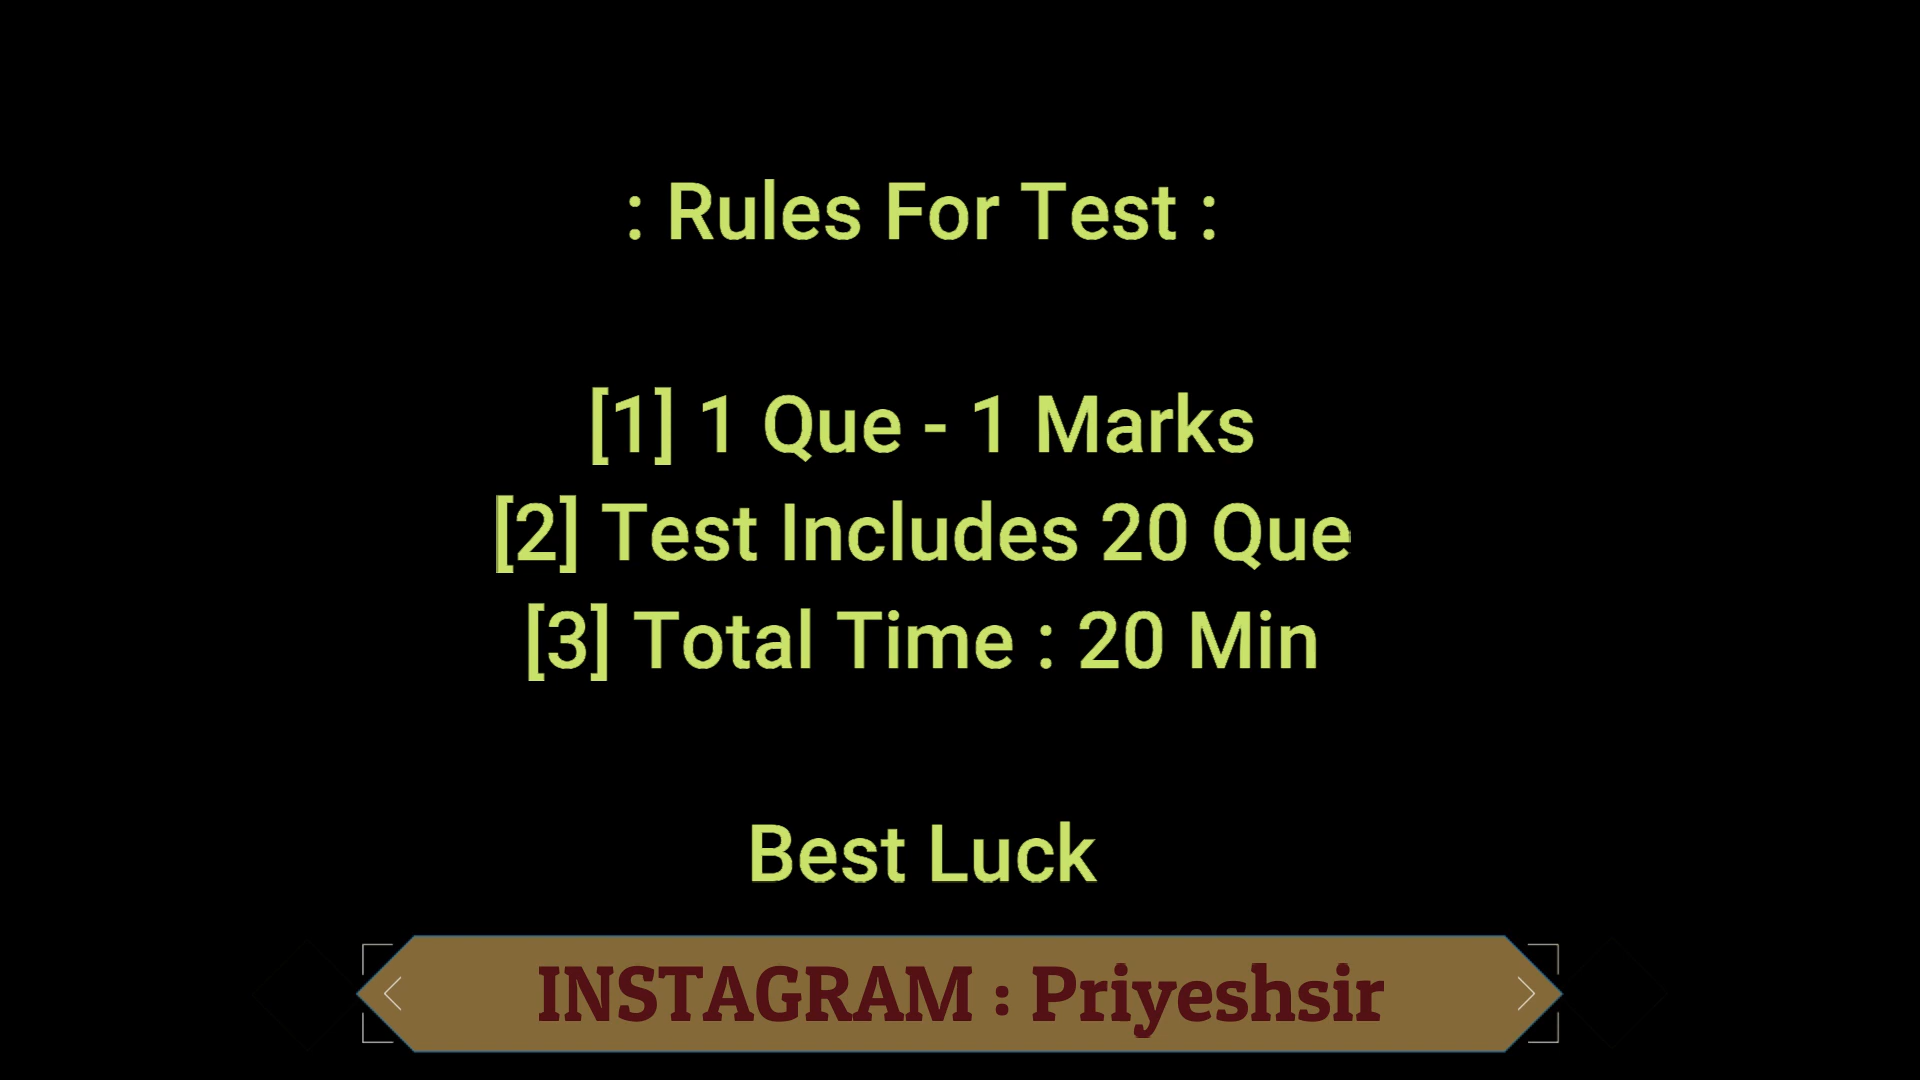 : Rules For Test :
[1] 1 Que - 1 Marks
[2] Test Includes 20 Que
[3] Total Time : 20 Min
Best Luck
INSTAGRAM : Priyeshsir